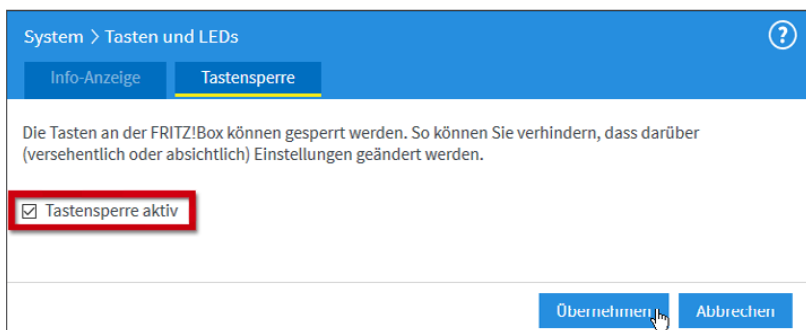 System > Tasten und LEDs
?
Info-Anzeige
Tastensperre
Die Tasten an der FRITZ!Box können gesperrt werden. So können Sie verhindern, dass darüber
(versehentlich oder absichtlich) Einstellungen geändert werden.
Tastensperre aktiv
Übernehmen
Abbrechen